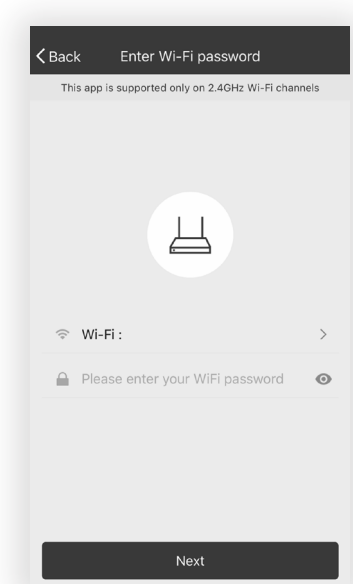 Back Enter Wi-Fi password
This app is supported only on 2.4GHz Wi-Fi channels
Wi-Fi :
Please enter your WiFi password
Next